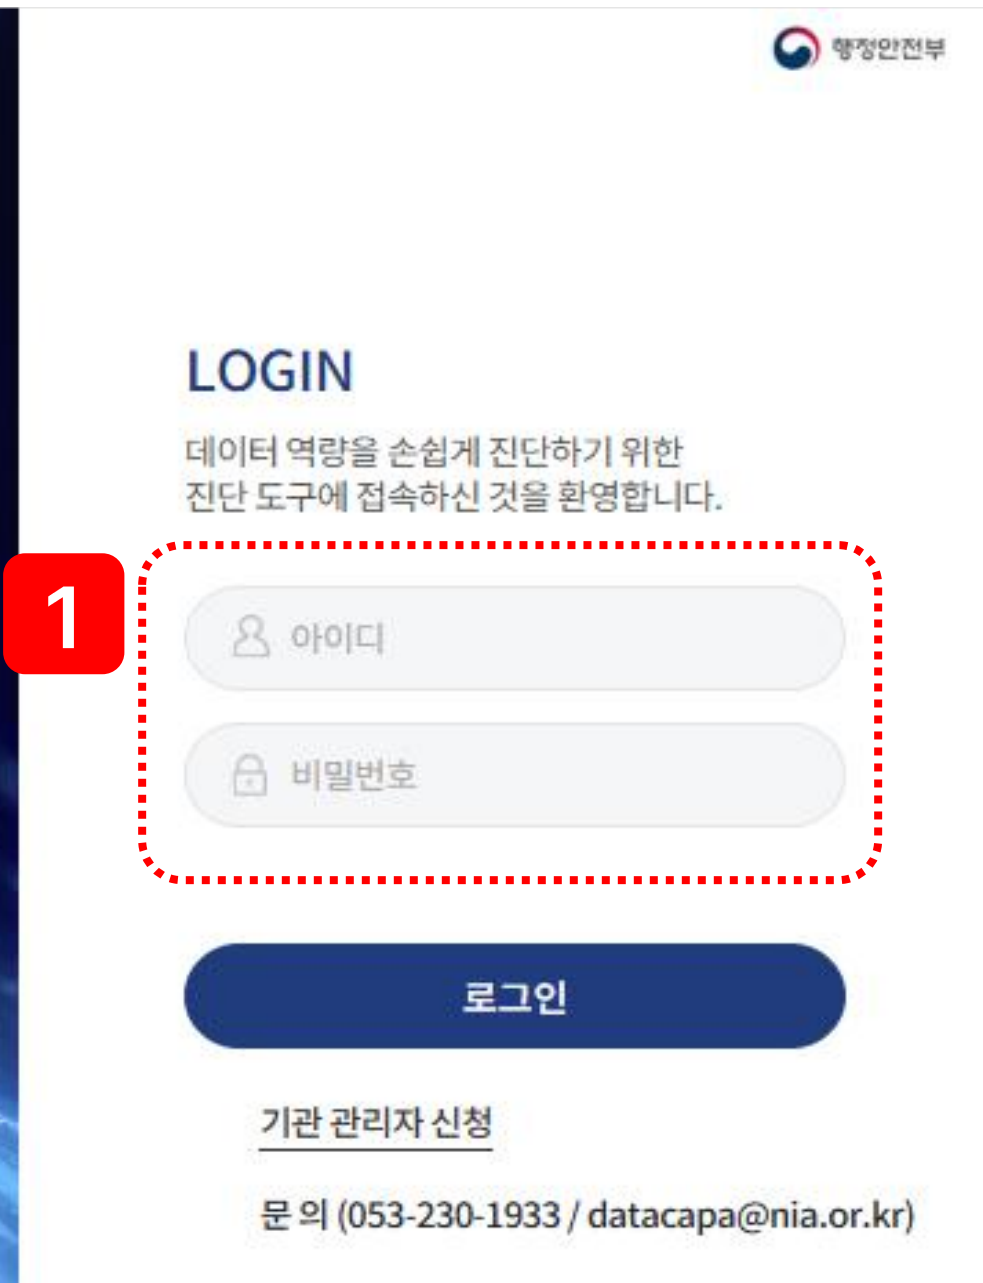 행정안전부
LOGIN
데이터 역량을 손쉽게 진단하기 위한
진단 도구에 접속하신 것을 환영합니다.
1
아이디
비밀번호
로그인
기관 관리자 신청
문 의 (053-230-1933 / datacapa@nia.or.kr)